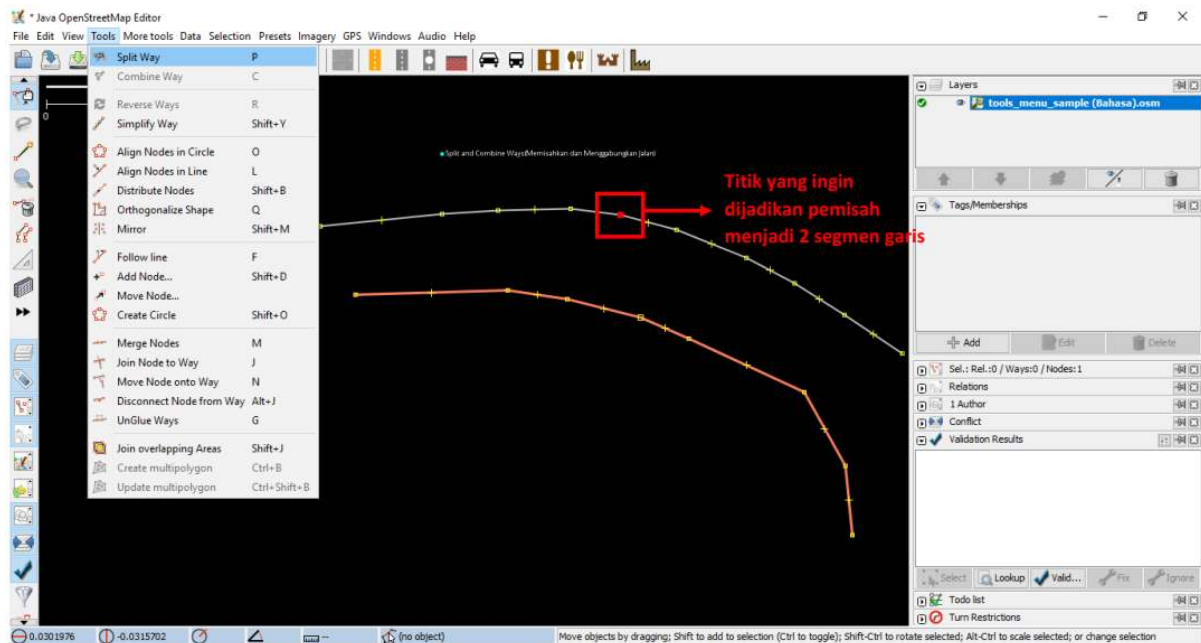 * Java OpenStreetMap Editor
File Edit View Tools More tools Data Selection Presets Imagery GPS Windows Audio Help
Split Way P
Combine Way C
Reverse Ways R
Simplify Way Shift+Y
Align Nodes in Circle O
Align Nodes in Line L
Distribute Nodes Shift+B
Orthogonalize Shape Q
Mirror Shift+M
Follow line F
Add Node... Shift+D
Move Node...
Create Circle Shift+O
Merge Nodes M
Join Node to Way J
Move Node onto Way N
Disconnect Node from Way Alt+J
UnGlue Ways G
Join overlapping Areas Shift+J
Create multipolygon Ctrl+B
Update multipolygon Ctrl+Shift+B
0
Split and Combine Ways(Memisahkan dan Menggabungkan Jalan)
Titik yang ingin
dijadikan pemisah
menjadi 2 segmen garis
Layers
tools_menu_sample (Bahasa).osm
Tags/Memberships
Add Edit Delete
Sel.: Rel.:0 / Ways:0 / Nodes:1
Relations
1 Author
Conflict
Validation Results
Select Lookup Valid... Fix Ignore
Todo list
Turn Restrictions
0.0301976 -0.0315702 -- (no object) Move objects by dragging; Shift to add to selection (Ctrl to toggle); Shift-Ctrl to rotate selected; Alt-Ctrl to scale selected; or change selection